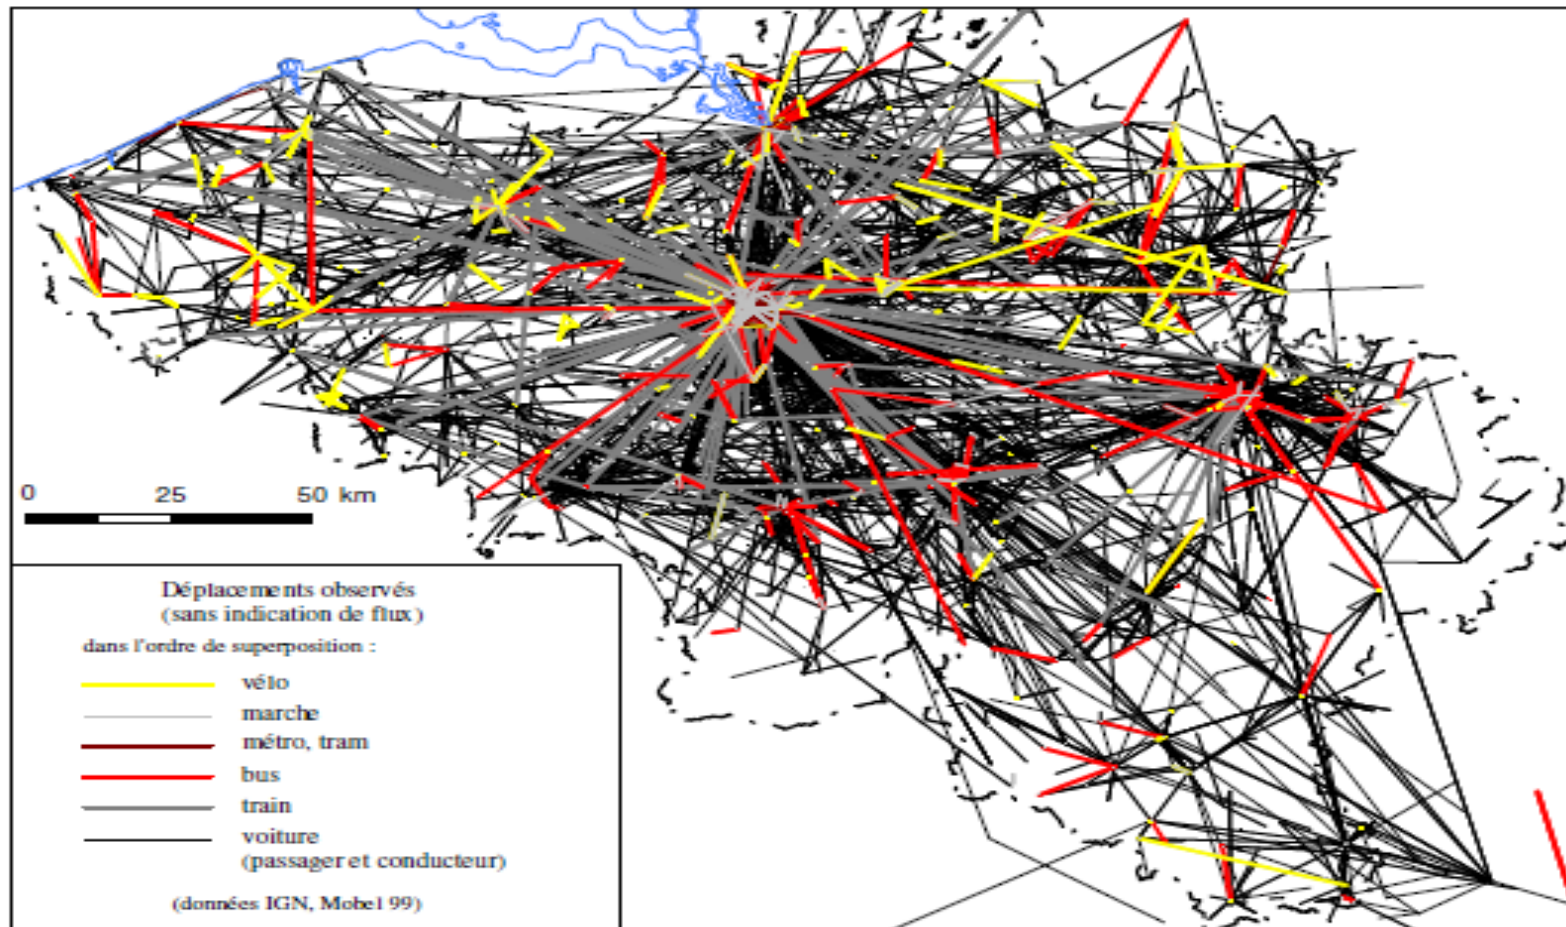 0 25 50 km
Déplacements observés
(sans indication de flux)
dans l'ordre de superposition :
vélo
marche
métro, tram
bus
train
voiture
(passager et conducteur)
(données IGN, Mobel 99)